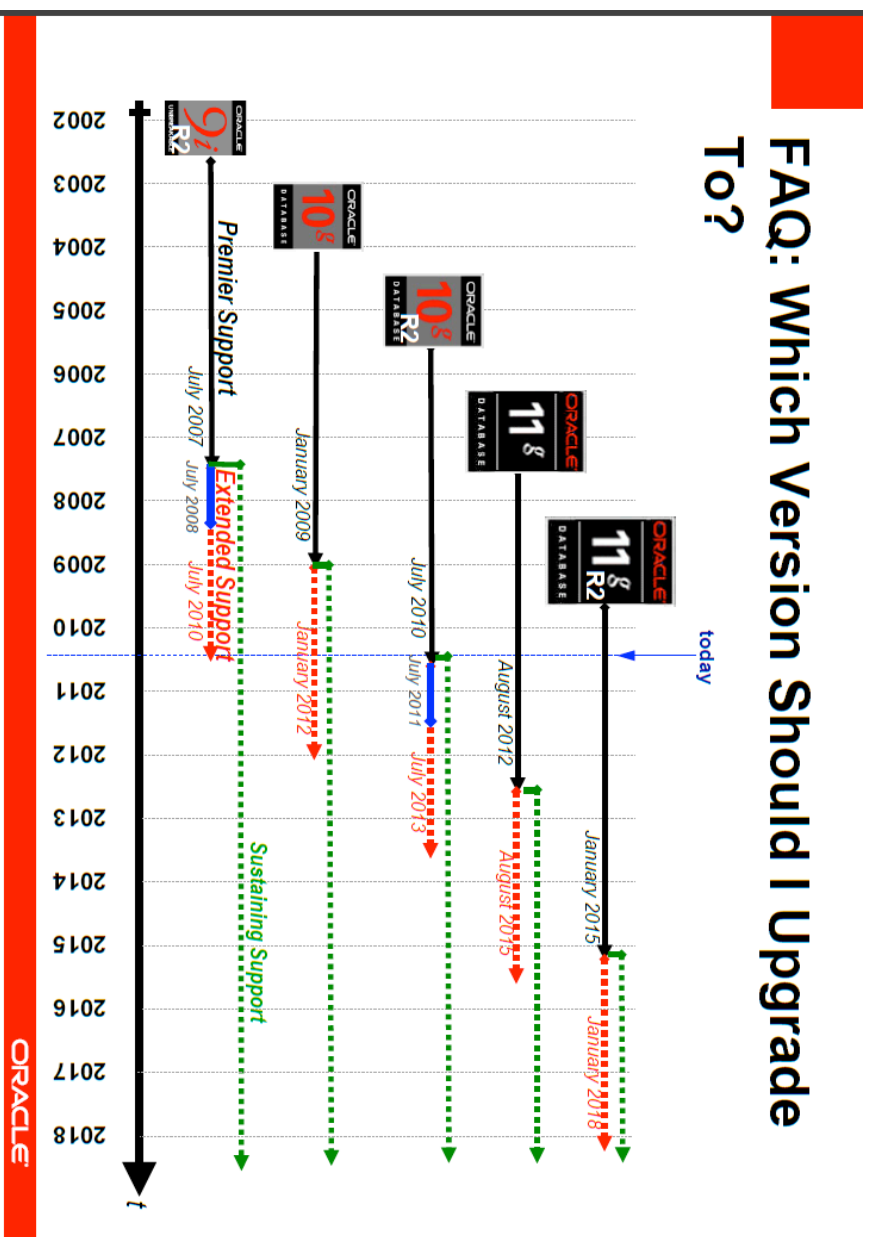 FAQ: Which Version Should I Upgrade
To?
today
ORACLE
11g
R2
DATABASE
January 2015
January 2018
ORACLE
11g
DATABASE
August 2012
August 2015
ORACLE
10g
R2
DATABASE
July 2010
July 2011
July 2013
ORACLE
10g
DATABASE
January 2009
January 2012
Sustaining Support
ORACLE
9i
R2
Premier Support
Extended Support
July 2007
July 2008
July 2010
t
2002 2003 2004 2005 2006 2007 2008 2009 2010 2011 2012 2013 2014 2015 2016 2017 2018
ORACLE